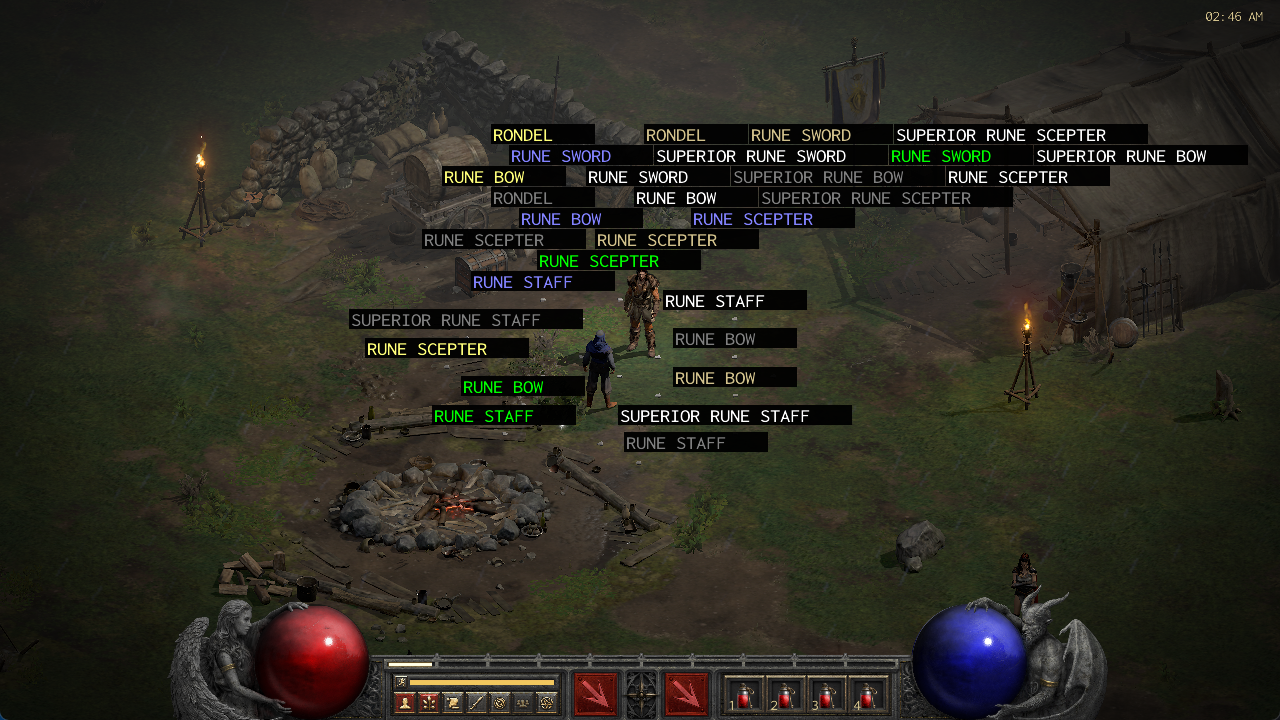 02:46 AM
RONDEL RONDEL RUNE SWORD SUPERIOR RUNE SCEPTER
RUNE SWORD SUPERIOR RUNE SWORD RUNE SWORD SUPERIOR RUNE BOW
RUNE BOW RUNE SWORD SUPERIOR RUNE BOW RUNE SCEPTER
RONDEL RUNE BOW SUPERIOR RUNE SCEPTER
RUNE BOW RUNE SCEPTER
RUNE SCEPTER RUNE SCEPTER
RUNE SCEPTER
RUNE STAFF
RUNE STAFF
SUPERIOR RUNE STAFF
RUNE BOW
RUNE SCEPTER
RUNE BOW
RUNE BOW
RUNE STAFF SUPERIOR RUNE STAFF
RUNE STAFF
1 2 3 4